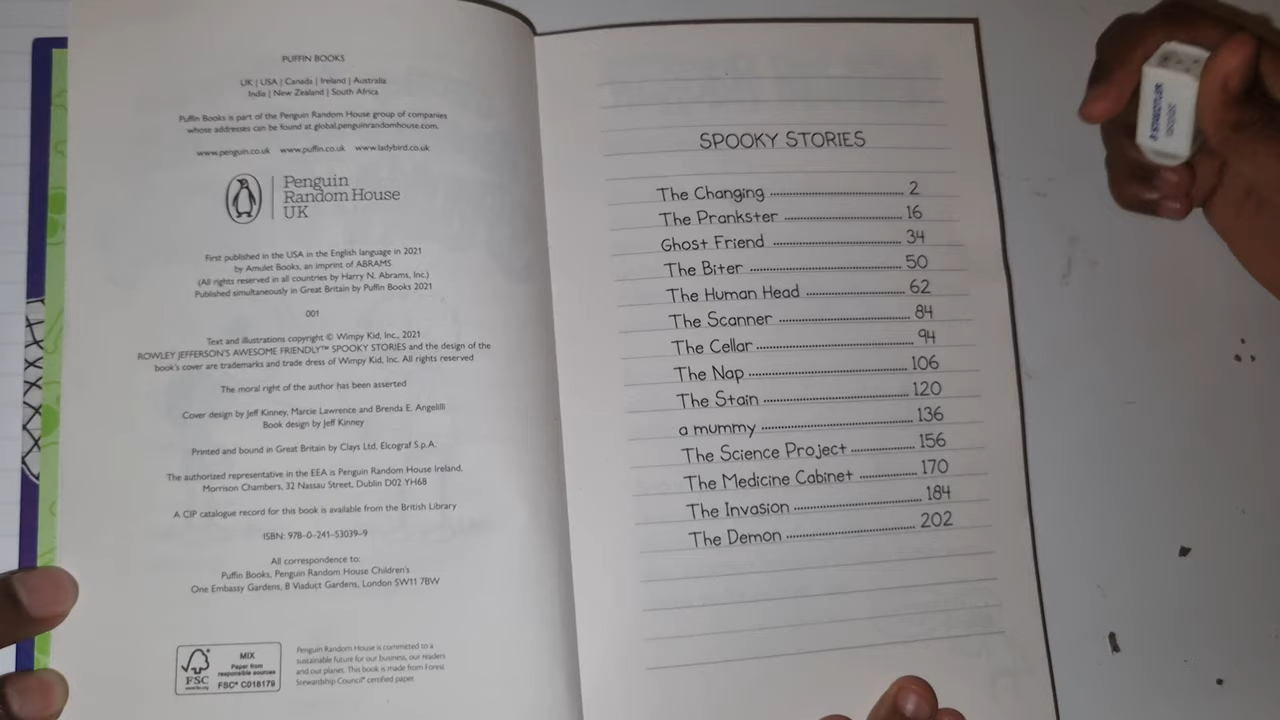 PUFFIN BOOKS
UK | USA | Canada | Ireland | Australia
India | New Zealand | South Africa
Puffin Books is part of the Penguin Random House group of companies
whose addresses can be found at global.penguinrandomhouse.com.
www.penguin.co.uk www.puffin.co.uk www.ladybird.co.uk
Penguin
Random House
UK
First published in the USA in the English language in 2021
by Amulet Books, an imprint of ABRAMS
(All rights reserved in all countries by Harry N. Abrams, Inc.)
Published simultaneously in Great Britain by Puffin Books 2021
001
Text and illustrations copyright © Wimpy Kid, Inc., 2021
ROWLEY JEFFERSON'S AWESOME FRIENDLY™ SPOOKY STORIES and the design of the
book's cover are trademarks and trade dress of Wimpy Kid, Inc. All rights reserved
The moral right of the author has been asserted
Cover design by Jeff Kinney, Marcie Lawrence and Brenda E. Angelilli
Book design by Jeff Kinney
Printed and bound in Great Britain by Clays Ltd, Elcograf S.p.A.
The authorized representative in the EEA is Penguin Random House Ireland,
Morrison Chambers, 32 Nassau Street, Dublin D02 YH68
A CIP catalogue record for this book is available from the British Library
ISBN: 978-0-241-53039-9
All correspondence to:
Puffin Books, Penguin Random House Children's
One Embassy Gardens, 8 Viaduct Gardens, London SW11 7BW
FSC
www.fsc.org
MIX
Paper from
responsible sources
FSC® C018179
Penguin Random House is committed to a
sustainable future for our business, our readers
and our planet. This book is made from Forest
Stewardship Council® certified paper.
SPOOKY STORIES
The Changing 2
The Prankster 16
Ghost Friend 34
The Biter 50
The Human Head 62
The Scanner 84
The Cellar 94
The Nap 106
The Stain 120
a mummy 136
The Science Project 156
The Medicine Cabinet 170
The Invasion 184
The Demon 202
STAEDTLER